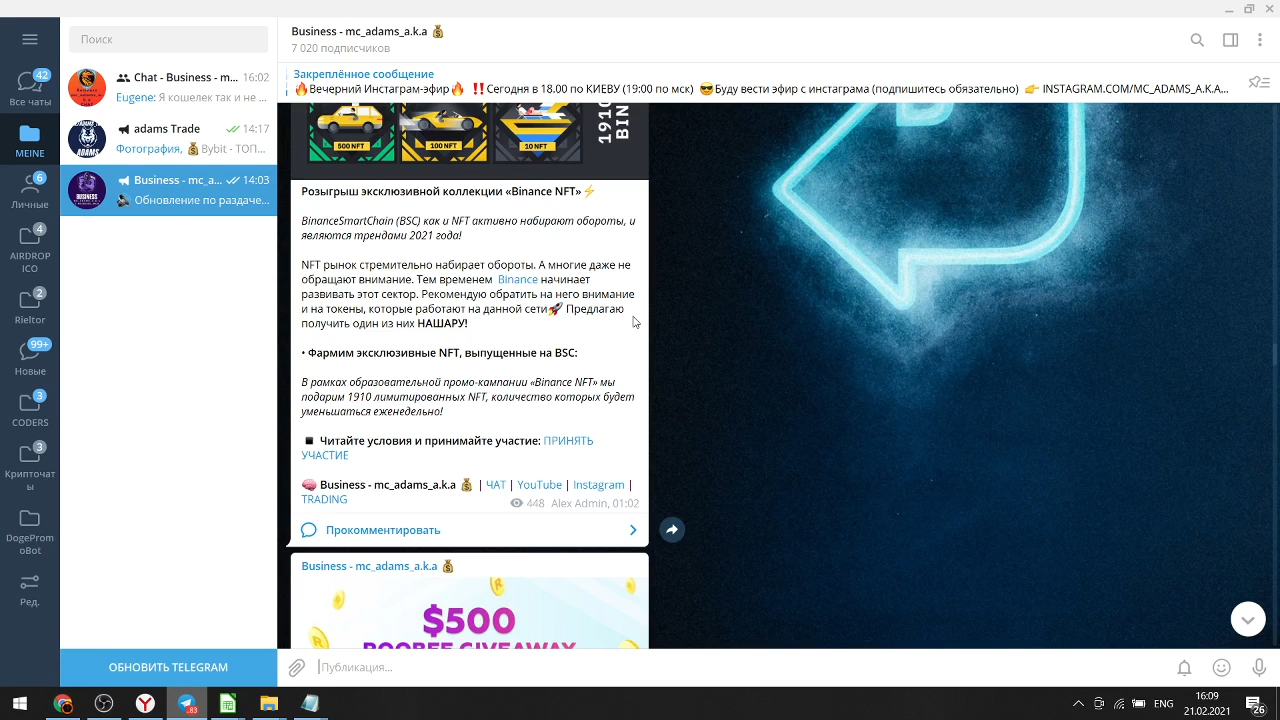 Поиск
Business - mc_adams_a.k.a
7 020 подписчиков
42
Все чаты
MEINE
6
Личные
4
AIRDROP
ICO
2
Rieltor
99+
Новые
3
CODERS
3
Крипточат
ы
DogeProm
oBot
Ред.
Chat - Business - m... 16:02
Eugene: Я кошелек так и не ...
adams Trade 14:17
Фотография, Bybit - ТОП...
Business - mc_a... 14:03
Обновление по раздаче...
ОБНОВИТЬ TELEGRAM
Закреплённое сообщение
🔥Вечерний Инстаграм-эфир🔥 ‼️Сегодня в 18.00 по КИЕВУ (19:00 по мск) 😎Буду вести эфир с инстаграма (подпишитесь обязательно) 👉 INSTAGRAM.COM/MC_ADAMS_A.K.A...
500 NFT
100 NFT
10 NFT
1910
BIN
Розыгрыш эксклюзивной коллекции «Binance NFT»⚡
BinanceSmartChain (BSC) как и NFT активно набирают обороты, и
являются трендами 2021 года!
NFT рынок стремительно набирает обороты. А многие даже не
обращают внимание. Тем временем Binance начинает
развивать этот сектор. Рекомендую обратить на него внимание
и на токены, которые работают на данной сети🚀 Предлагаю
получить один из них НАШАРУ!
• Фармим эксклюзивные NFT, выпущенные на BSC:
В рамках образовательной промо-кампании «Binance NFT» мы
подарим 1910 лимитированных NFT, количество которых будет
уменьшаться еженедельно!
◾ Читайте условия и принимайте участие: ПРИНЯТЬ
УЧАСТИЕ
🧠 Business - mc_adams_a.k.a 💰 | ЧАТ | YouTube | Instagram |
TRADING
448 Alex Admin, 01:02
Прокомментировать
Business - mc_adams_a.k.a 💰
$500
ROOBEE GIVEAWAY
Публикация...
83
ENG
16:09
21.02.2021
26